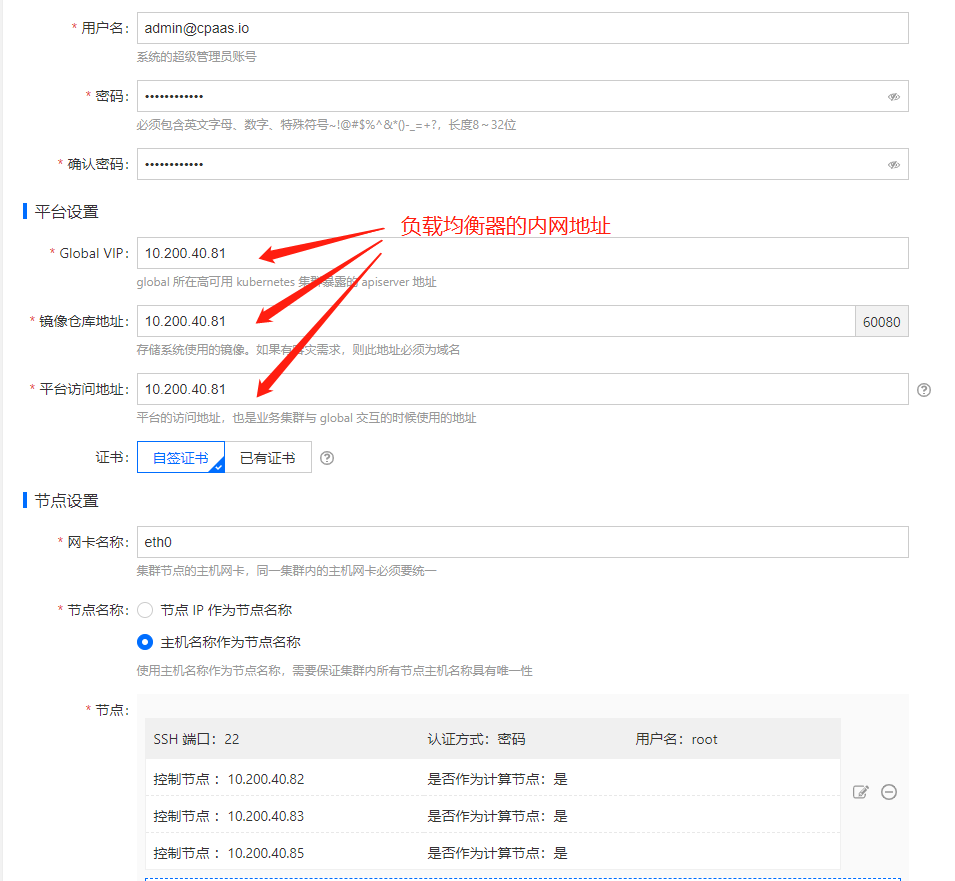 * 用户名： admin@cpaas.io
系统的超级管理员账号
* 密码： ••••••••••••
必须包含英文字母、数字、特殊符号~!@#$%^&*()-_=+?，长度8～32位
* 确认密码： ••••••••••••
平台设置
负载均衡器的内网地址
* Global VIP： 10.200.40.81
global 所在高可用 kubernetes 集群暴露的 apiserver 地址
* 镜像仓库地址： 10.200.40.81 60080
存储系统使用的镜像。如果有容灾需求，则此地址必须为域名
* 平台访问地址： 10.200.40.81
平台的访问地址，也是业务集群与 global 交互的时候使用的地址
证书： 自签证书 已有证书
节点设置
* 网卡名称： eth0
集群节点的主机网卡，同一集群内的主机网卡必须要统一
* 节点名称： 节点 IP 作为节点名称
主机名称作为节点名称
使用主机名称作为节点名称，需要保证集群内所有节点主机名称具有唯一性
* 节点：
SSH 端口：22 认证方式：密码 用户名：root
控制节点 ：10.200.40.82 是否作为计算节点：是
控制节点 ：10.200.40.83 是否作为计算节点：是
控制节点 ：10.200.40.85 是否作为计算节点：是